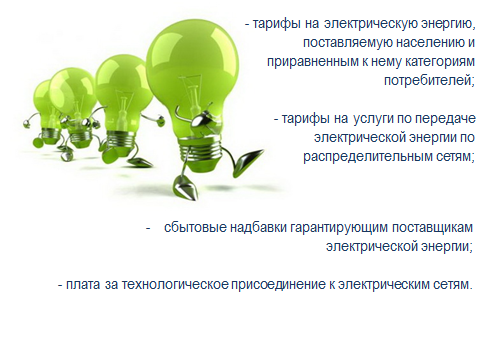 - тарифы на электрическую энергию,
поставляемую населению и
приравненным к нему категориям
потребителей;
- тарифы на услуги по передаче
электрической энергии по
распределительным сетям;
- сбытовые надбавки гарантирующим поставщикам
электрической энергии;
- плата за технологическое присоединение к электрическим сетям.